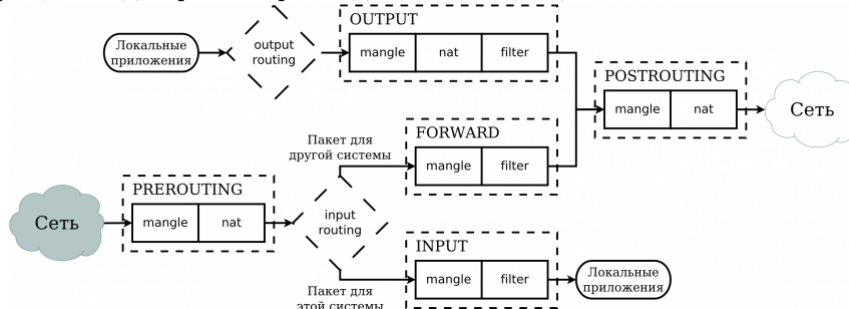 OUTPUT
Локальные
приложения
output
routing
mangle
nat
filter
POSTROUTING
mangle
nat
Сеть
Пакет для
другой системы
FORWARD
mangle
filter
PREROUTING
Сеть
mangle
nat
input
routing
INPUT
mangle
filter
Локальные
приложения
Пакет для
этой системы